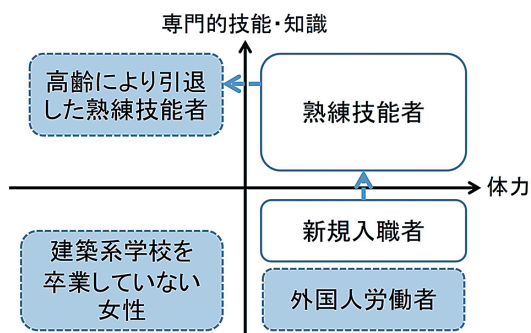 専門的技能・知識
高齢により引退
した熟練技能者
熟練技能者
体力
建築系学校を
卒業していない
女性
新規入職者
外国人労働者